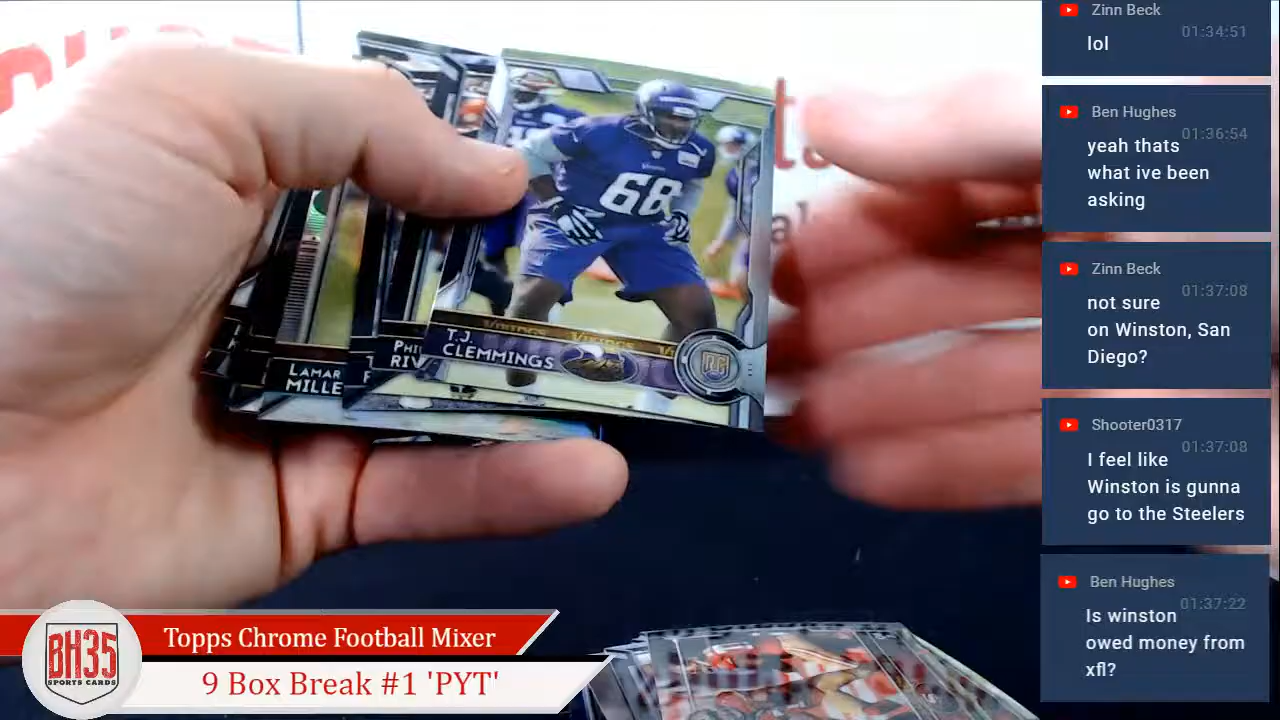 68
T.J.
CLEMMINGS
VIKINGS VIKINGS
LAMAR
MILLE
PHI
RIV
BH35
SPORTS CARDS
Topps Chrome Football Mixer
9 Box Break #1 'PYT'
Zinn Beck
01:34:51
lol
Ben Hughes
01:36:54
yeah thats
what ive been
asking
Zinn Beck
01:37:08
not sure
on Winston, San
Diego?
Shooter0317
01:37:08
I feel like
Winston is gunna
go to the Steelers
Ben Hughes
01:37:22
Is winston
owed money from
xfl?